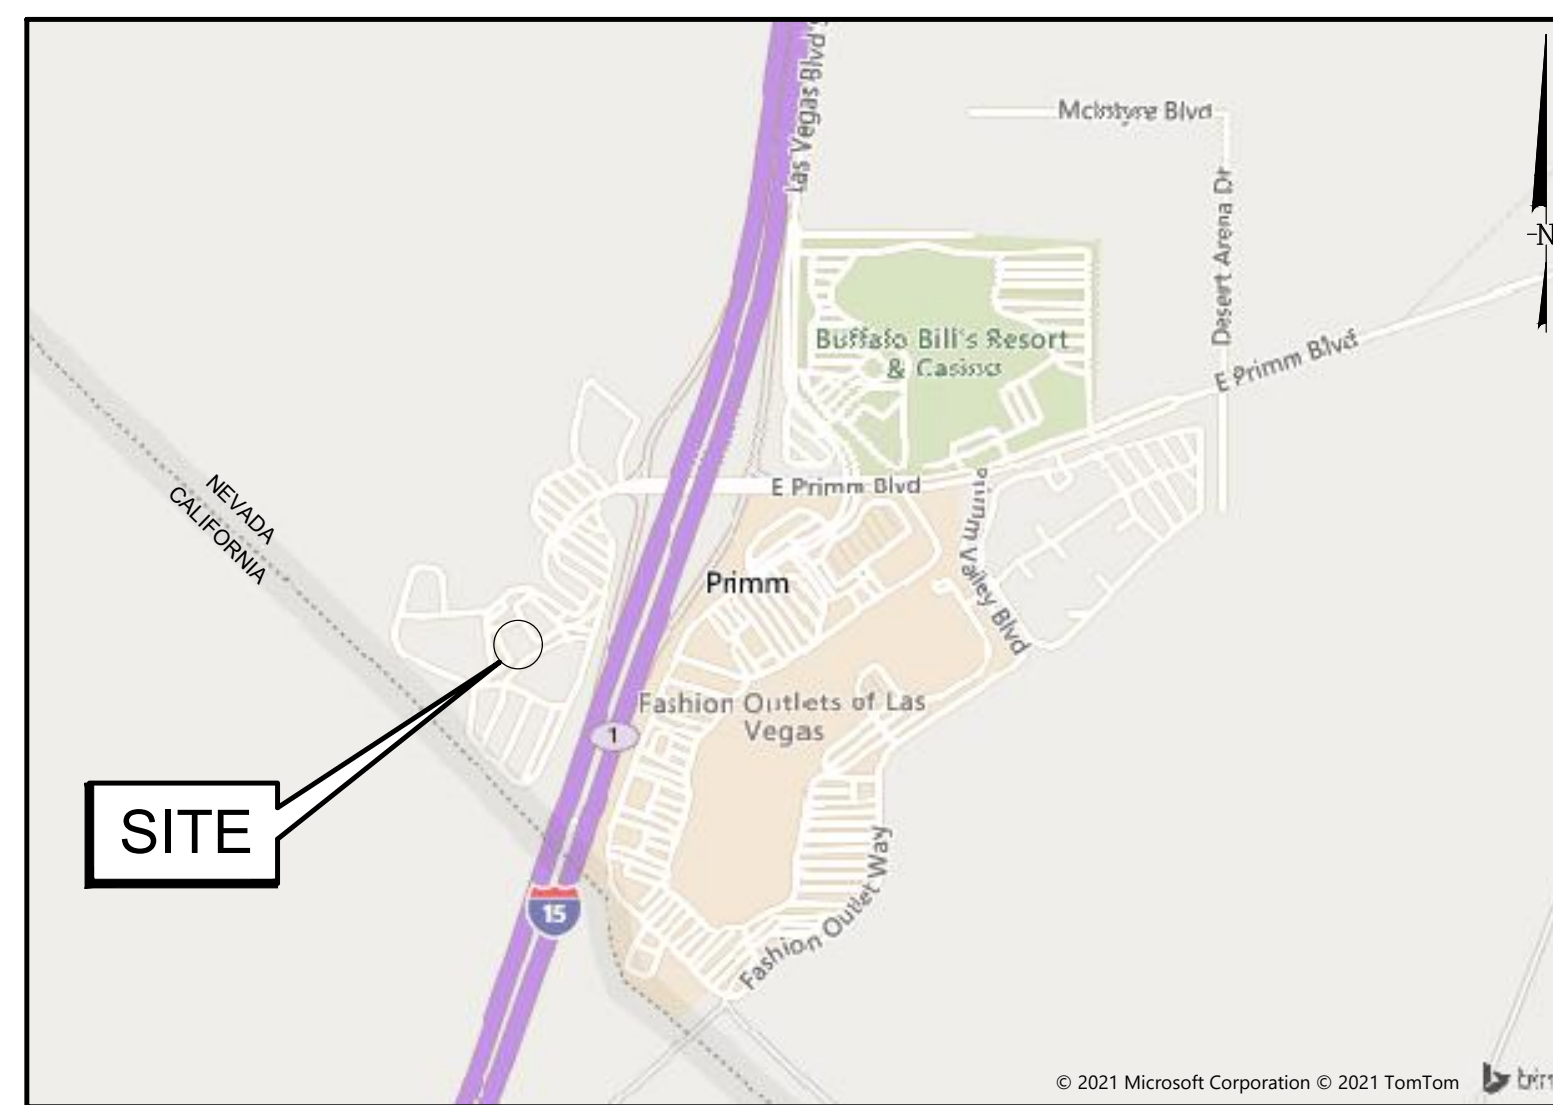 Las Vegas Blvd S
McIntyre Blvd
Desert Arena Dr
-N
Buffalo Bill's Resort
& Casino
E Primm Blvd
NEVADA
CALIFORNIA
E Primm Blvd
Primm Valley Blvd
Primm
Fashion Outlets of Las
Vegas
1
SITE
15
Fashion Outlet Way
© 2021 Microsoft Corporation © 2021 TomTom